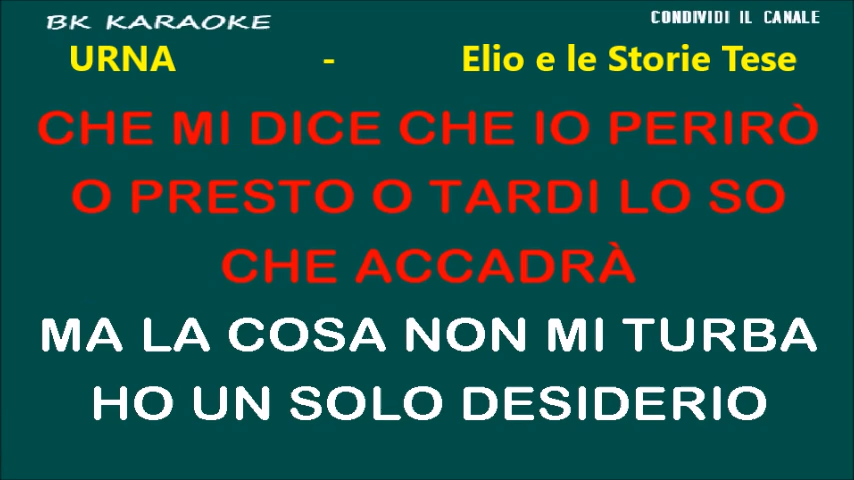 BK KARAOKE
CONDIVIDI IL CANALE
URNA - Elio e le Storie Tese
CHE MI DICE CHE IO PERIRÒ
O PRESTO O TARDI LO SO
CHE ACCADRÀ
MA LA COSA NON MI TURBA
HO UN SOLO DESIDERIO